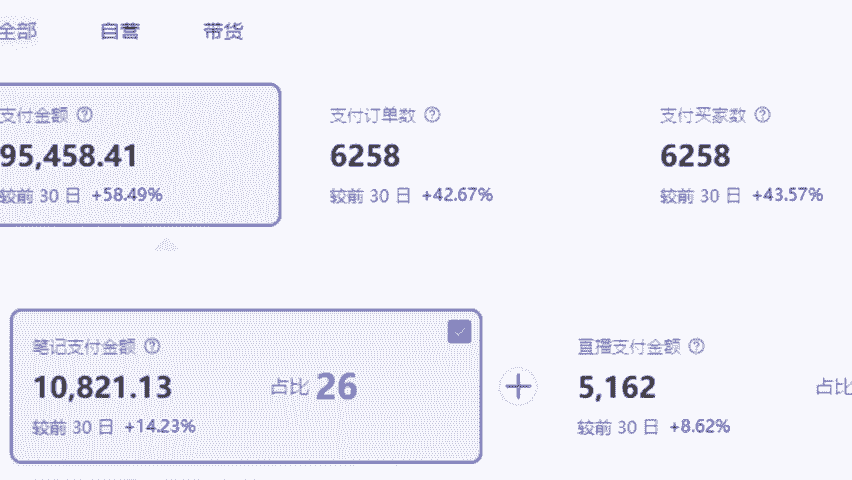 全部 自营 带货
支付金额 支付订单数 支付买家数
95,458.41 6258 6258
较前 30 日 +58.49% 较前 30 日 +42.67% 较前 30 日 +43.57%
笔记支付金额 直播支付金额
10,821.13 占比 26 5,162 占比
较前 30 日 +14.23% 较前 30 日 +8.62%